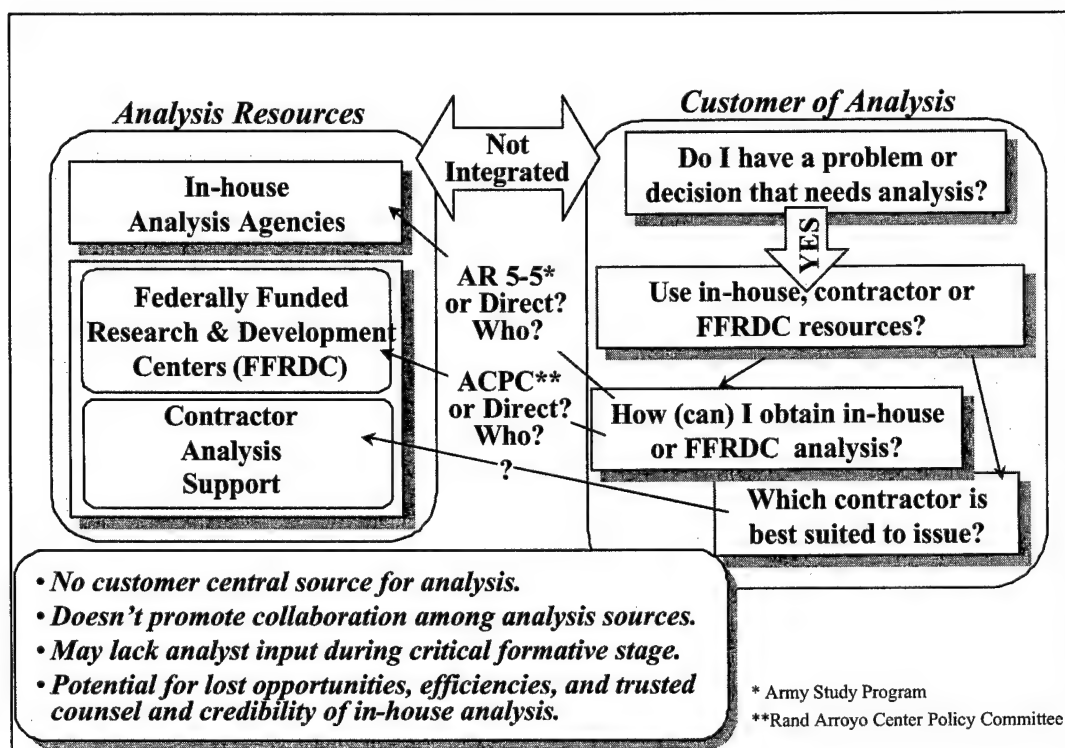 Analysis Resources
In-house
Analysis Agencies
Federally Funded
Research & Development
Centers (FFRDC)
Contractor
Analysis
Support
Not
Integrated
AR 5-5*
or Direct?
Who?
ACPC**
or Direct?
Who?
?
Customer of Analysis
Do I have a problem or
decision that needs analysis?
YES
Use in-house, contractor or
FFRDC resources?
How (can) I obtain in-house
or FFRDC analysis?
Which contractor is
best suited to issue?
• No customer central source for analysis.
• Doesn't promote collaboration among analysis sources.
• May lack analyst input during critical formative stage.
• Potential for lost opportunities, efficiencies, and trusted
counsel and credibility of in-house analysis.
* Army Study Program
**Rand Arroyo Center Policy Committee